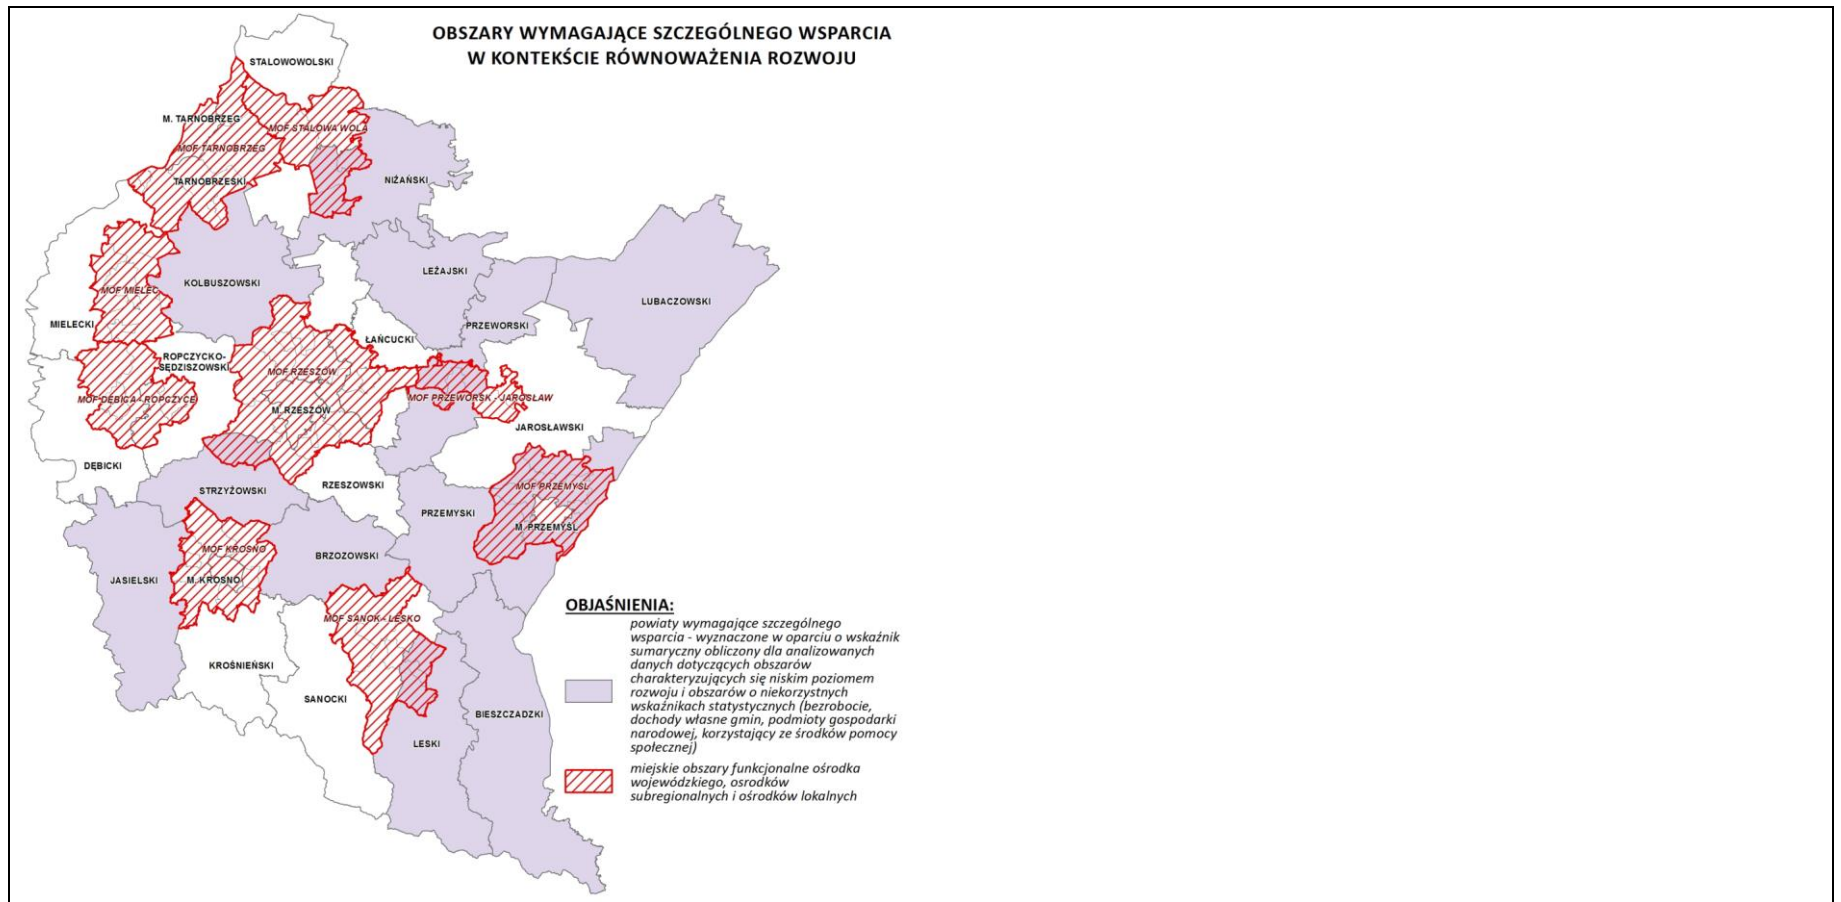 OBSZARY WYMAGAJĄCE SZCZEGÓLNEGO WSPARCIA
W KONTEKŚCIE RÓWNOWAŻENIA ROZWOJU
STALOWOWOLSKI
M. TARNOBRZEG
MOF STALOWA WOLA
MOF TARNOBRZEG
TARNOBRZESKI
NIŻAŃSKI
KOLBUSZOWSKI
LEŻAJSKI
MOF MIELEC
LUBACZOWSKI
MIELECKI
PRZEWORSKI
ŁAŃCUCKI
ROPCZYCKO-
SĘDZISZOWSKI
MOF RZESZÓW
MOF DĘBICA - ROPCZYCE
MOF PRZEWORSK - JAROSŁAW
M. RZESZÓW
JAROSŁAWSKI
DĘBICKI
RZESZOWSKI
MOF PRZEMYŚL
STRZYŻOWSKI
PRZEMYSKI
M. PRZEMYŚL
MOF KROSNO
BRZOZOWSKI
JASIELSKI
M. KROSNO
MOF SANOK - LESKO
KROŚNIEŃSKI
SANOCKI
BIESZCZADZKI
LESKI
OBJAŚNIENIA:
powiaty wymagające szczególnego
wsparcia - wyznaczone w oparciu o wskaźnik
sumaryczny obliczony dla analizowanych
danych dotyczących obszarów
charakteryzujących się niskim poziomem
rozwoju i obszarów o niekorzystnych
wskaźnikach statystycznych (bezrobocie,
dochody własne gmin, podmioty gospodarki
narodowej, korzystający ze środków pomocy
społecznej)
miejskie obszary funkcjonalne ośrodka
wojewódzkiego, osrodków
subregionalnych i ośrodków lokalnych